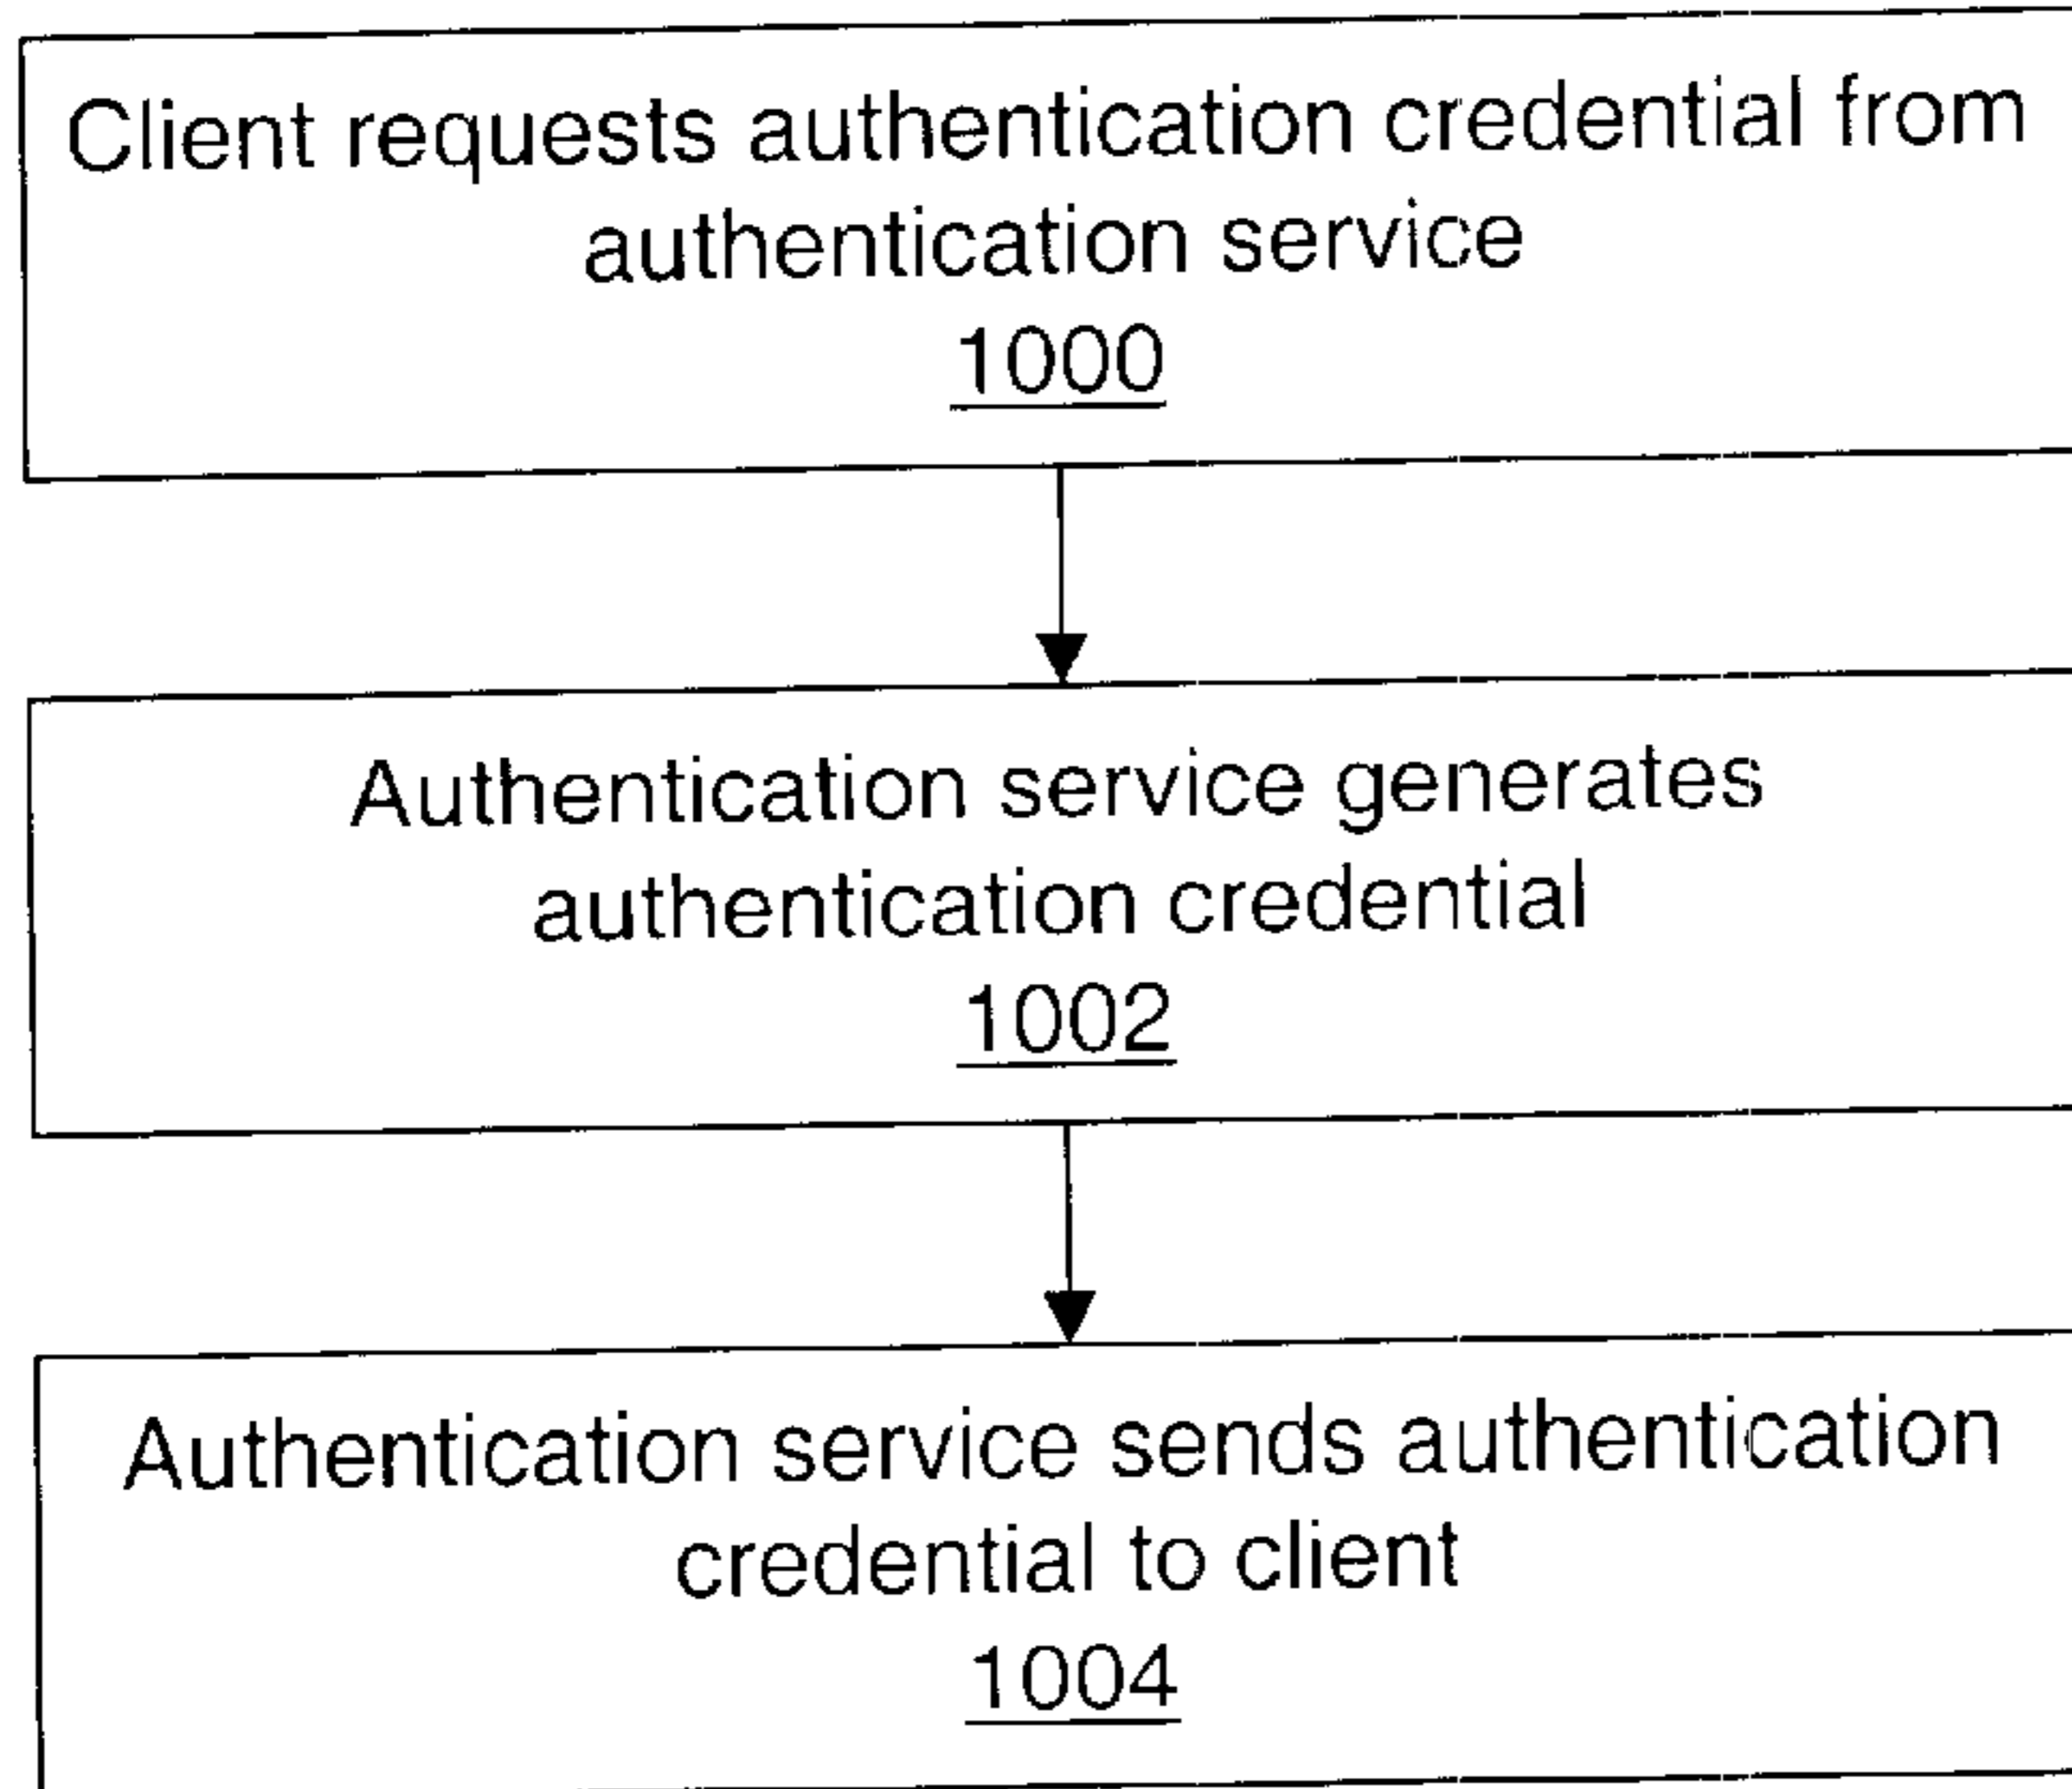 Client requests authentication credential from
authentication service
1000
Authentication service generates
authentication credential
1002
Authentication service sends authentication
credential to client
1004